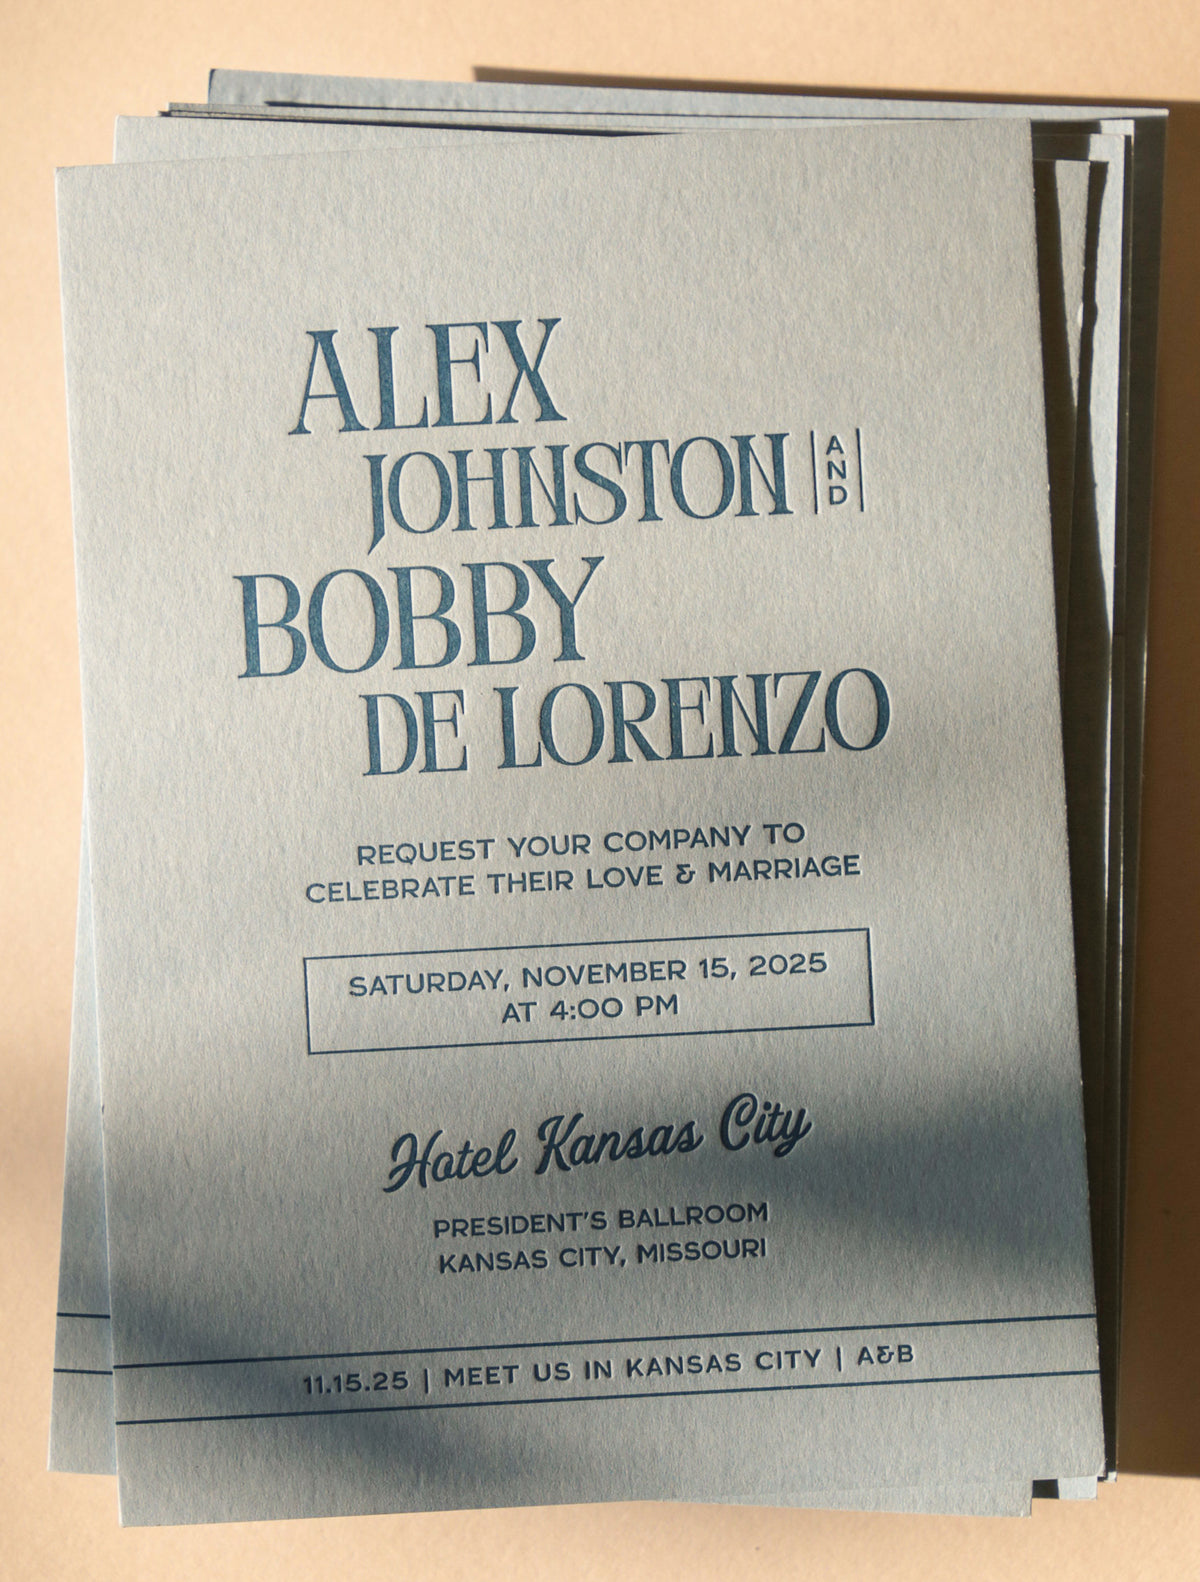 ALEX
JOHNSTON AND
BOBBY
DE LORENZO
REQUEST YOUR COMPANY TO
CELEBRATE THEIR LOVE & MARRIAGE
SATURDAY, NOVEMBER 15, 2025
AT 4:00 PM
Hotel Kansas City
PRESIDENT'S BALLROOM
KANSAS CITY, MISSOURI
11.15.25 | MEET US IN KANSAS CITY | A&B